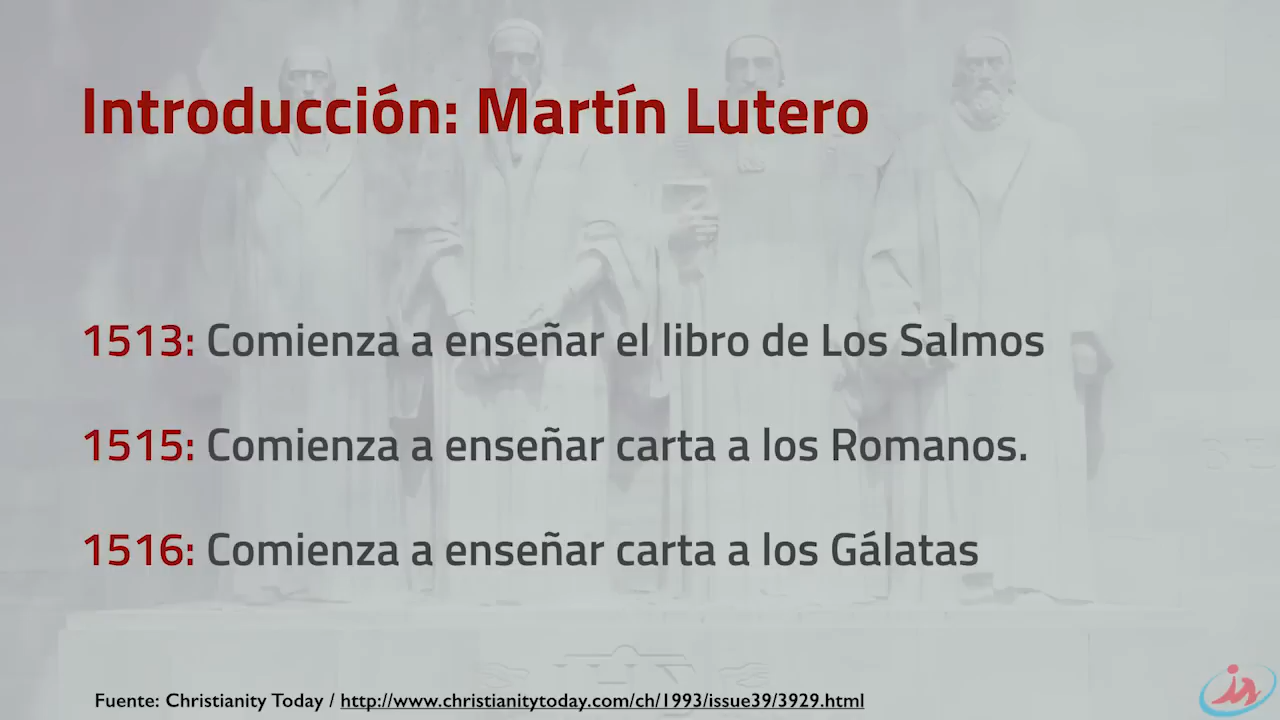 Introducción: Martín Lutero
1513: Comienza a enseñar el libro de Los Salmos
1515: Comienza a enseñar carta a los Romanos.
1516: Comienza a enseñar carta a los Gálatas
Fuente: Christianity Today / http://www.christianitytoday.com/ch/1993/issue39/3929.html